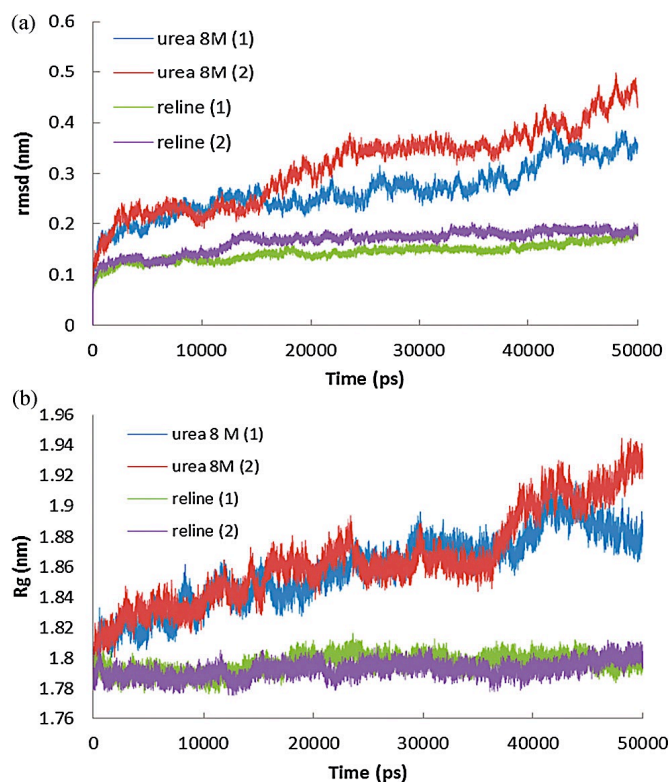 (a)
urea 8M (1)
urea 8M (2)
reline (1)
reline (2)
rmsd (nm)
0.6
0.5
0.4
0.3
0.2
0.1
0
0 10000 20000 30000 40000 50000
Time (ps)
(b)
urea 8 M (1)
urea 8M (2)
reline (1)
reline (2)
Rg (nm)
1.96
1.94
1.92
1.9
1.88
1.86
1.84
1.82
1.8
1.78
1.76
0 10000 20000 30000 40000 50000
Time (ps)